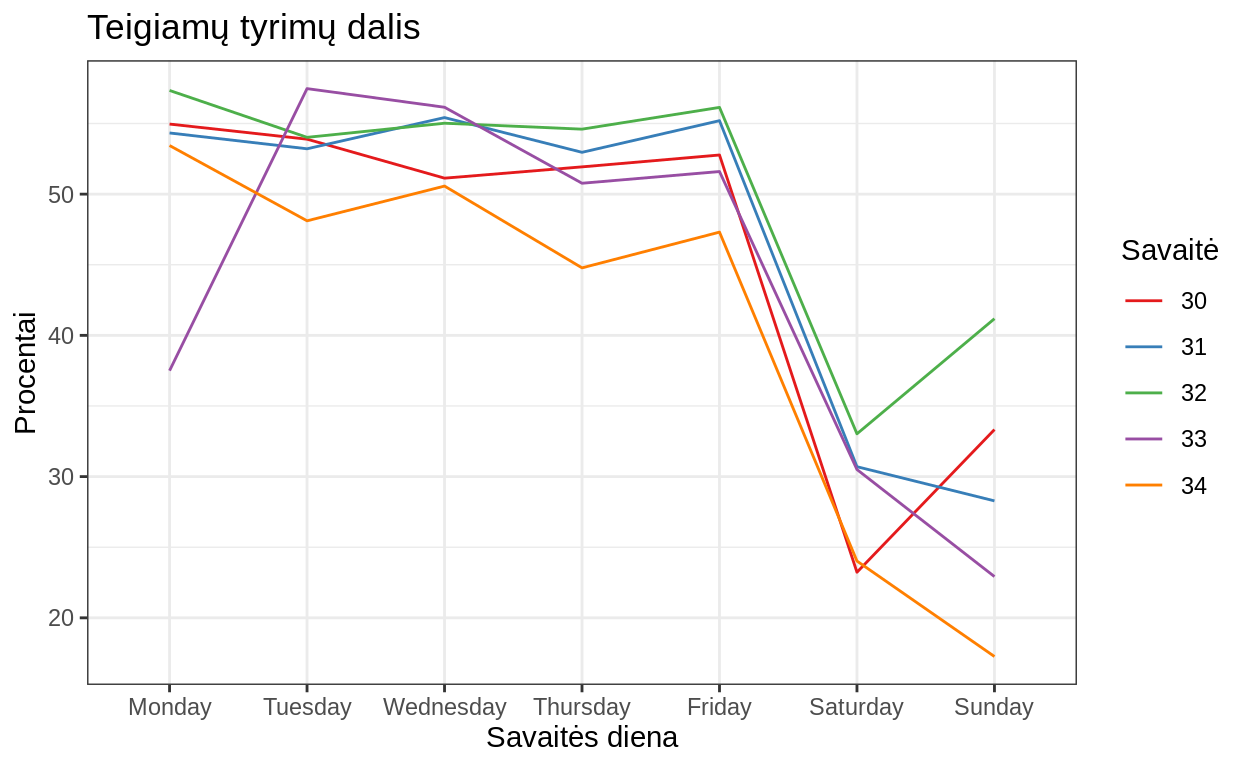 Teigiamų tyrimų dalis
Procentai
50
40
30
20
Monday Tuesday Wednesday Thursday Friday Saturday Sunday
Savaitės diena
Savaitė
30
31
32
33
34